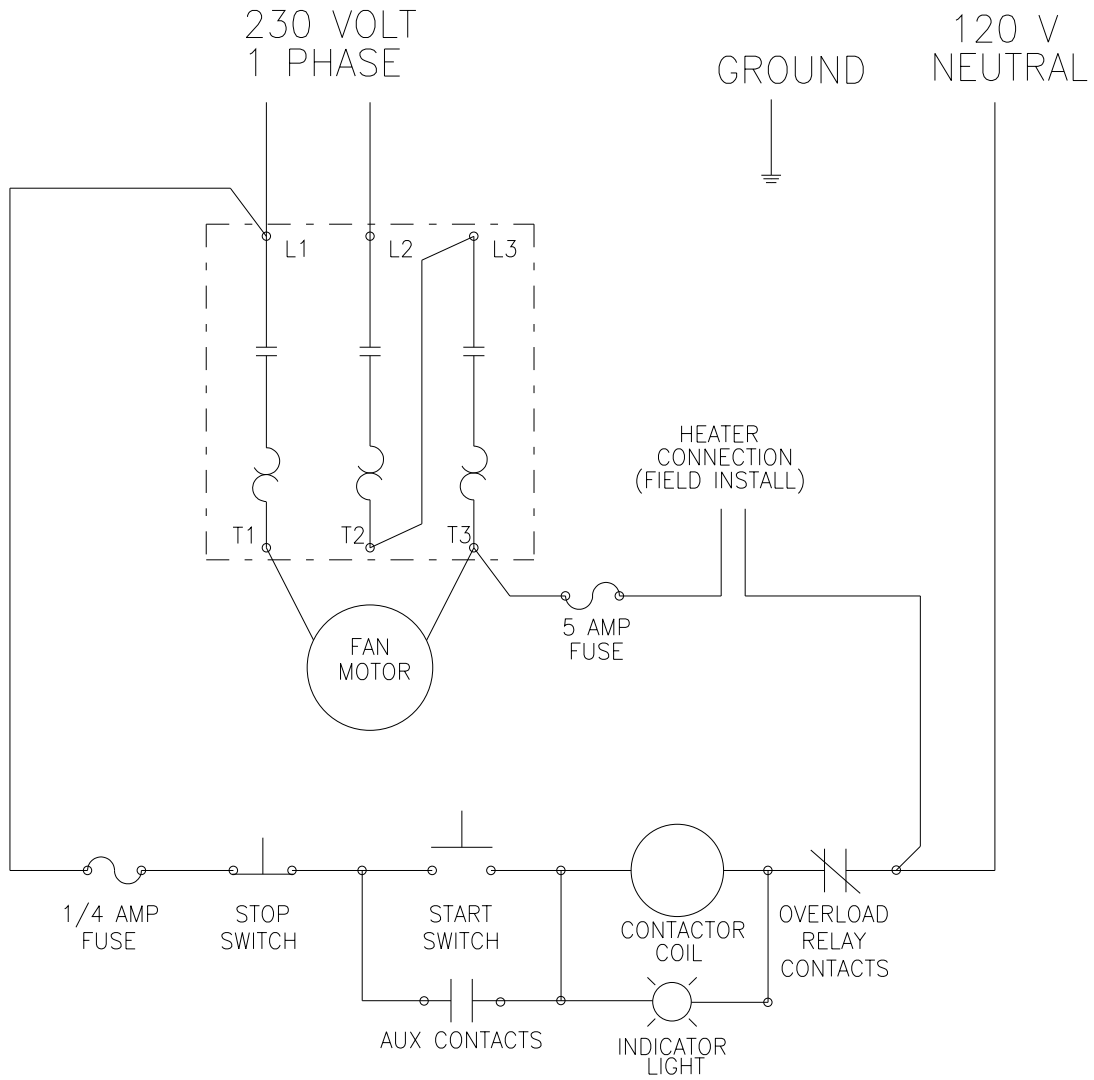 230 VOLT
1 PHASE
GROUND
120 V
NEUTRAL
L1
L2
L3
HEATER
CONNECTION
(FIELD INSTALL)
T1
T2
T3
5 AMP
FUSE
FAN
MOTOR
1/4 AMP
FUSE
STOP
SWITCH
START
SWITCH
CONTACTOR
COIL
OVERLOAD
RELAY
CONTACTS
AUX CONTACTS
INDICATOR
LIGHT